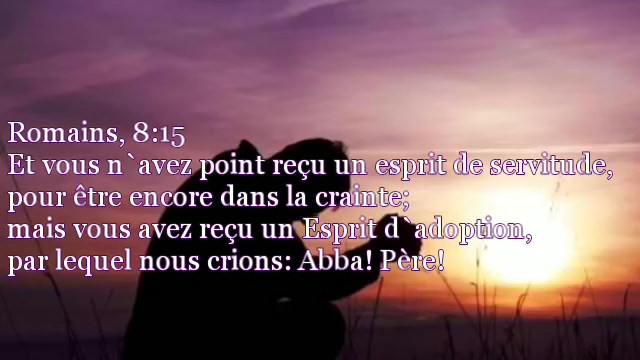 Romains, 8:15
Et vous n`avez point reçu un esprit de servitude,
pour être encore dans la crainte;
mais vous avez reçu un Esprit d`adoption,
par lequel nous crions: Abba! Père!